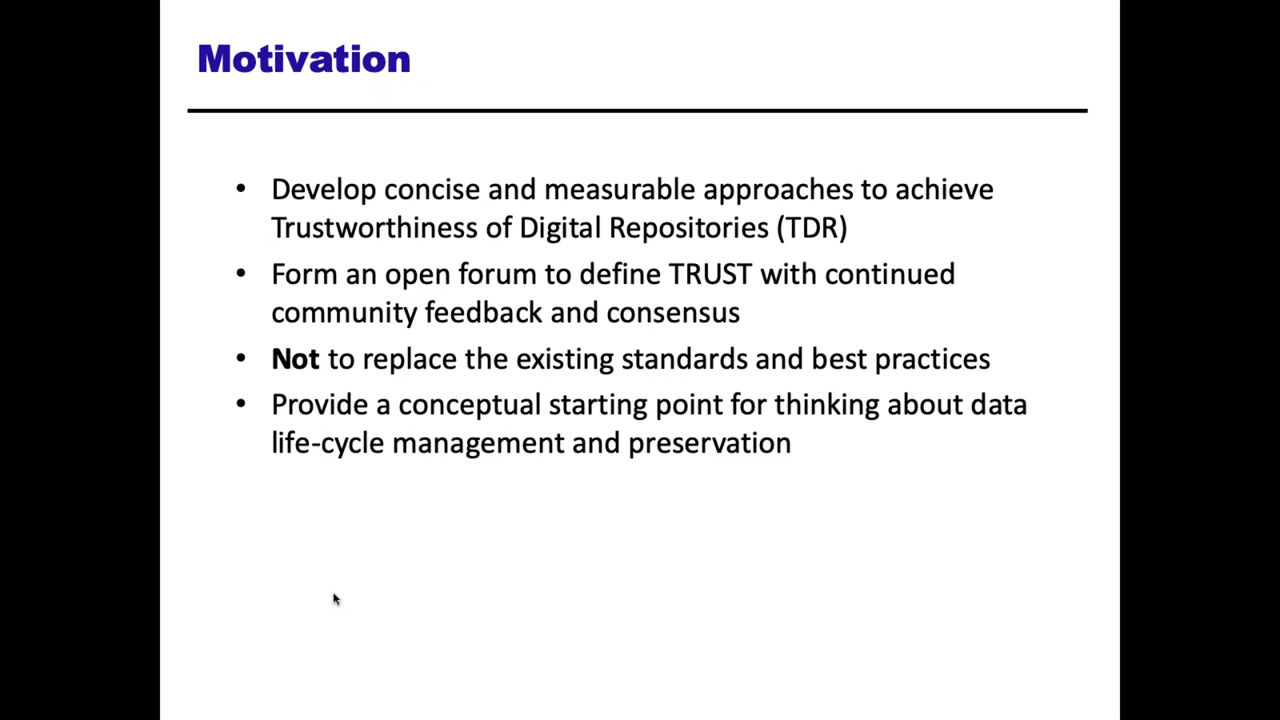 Motivation
• Develop concise and measurable approaches to achieve
Trustworthiness of Digital Repositories (TDR)
• Form an open forum to define TRUST with continued
community feedback and consensus
• Not to replace the existing standards and best practices
• Provide a conceptual starting point for thinking about data
life-cycle management and preservation